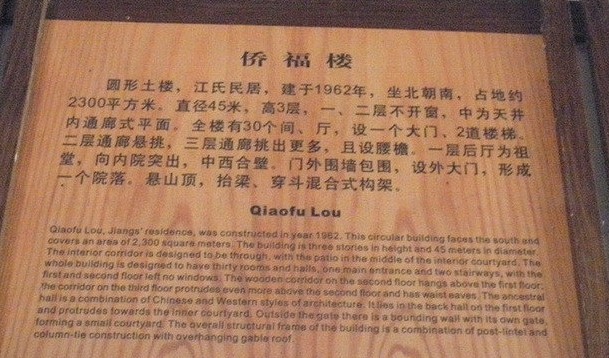 侨福楼
圆形土楼，江氏民居，建于1962年，坐北朝南，占地约
2300平方米。直径45米，高3层，一、二层不开窗，中为天井
内通廊式平面。全楼有30个间、厅，设一个大门、2道楼梯。
二层通廊悬挑，三层通廊挑出更多，且设腰檐。一层后厅为祖
堂，向内院突出，中西合壁。门外围墙包围，设外大门，形成
一个院落。悬山顶，抬梁、穿斗混合式构架。
Qiaofu Lou
Qiaofu Lou, Jiangs' residence, was constructed in year 1962. This circular building faces the south and
covers an area of 2,300 square meters. The building is three stories in height and 45 meters in diameter.
The interior corridor is designed to be through, with the patio in the middle of the interior courtyard. The
whole building is designed to have thirty rooms and halls, one main entrance and two stairways, with the
first and second floor left no windows. The wooden corridor on the second floor hangs above the first floor;
the corridor on the third floor protrudes even more above the second floor and has waist eaves. The ancestral
hall is a combination of Chinese and Western styles of architecture. It lies in the back hall on the first floor
and protrudes towards the inner courtyard. Outside the gate there is a bounding wall with its own gate,
forming a small courtyard. The overall structural frame of the building is a combination of post-lintel and
column-tie construction with overhanging gable roof.